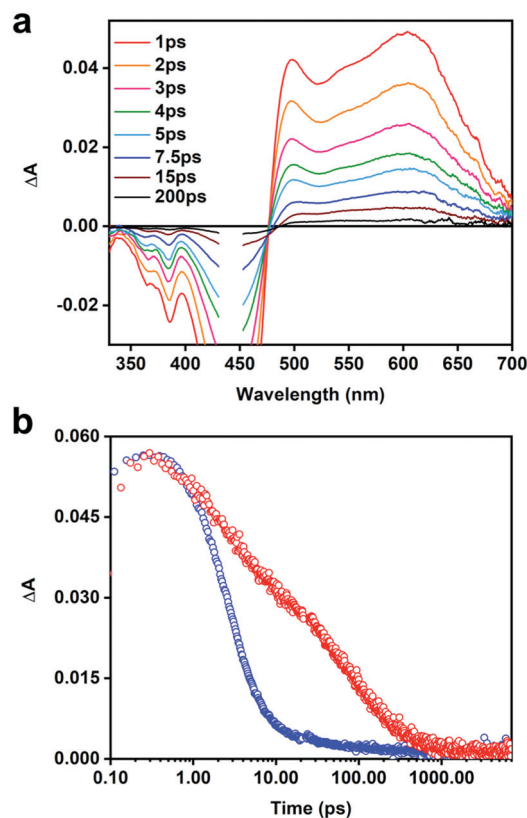 a
0.04
0.02
0.00
-0.02
ΔA
1ps
2ps
3ps
4ps
5ps
7.5ps
15ps
200ps
350 400 450 500 550 600 650 700
Wavelength (nm)
b
0.060
0.045
0.030
0.015
0.000
ΔA
0.10 1.00 10.00 100.00 1000.00
Time (ps)